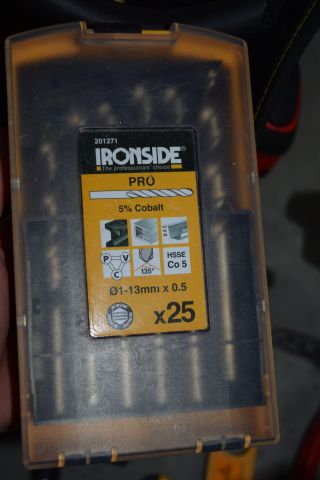 201271
IRONSIDE®
The professionals' choice
PRO
5% Cobalt
P V
C
135°
HSSE
Co 5
Ø1-13mm x 0.5
x25